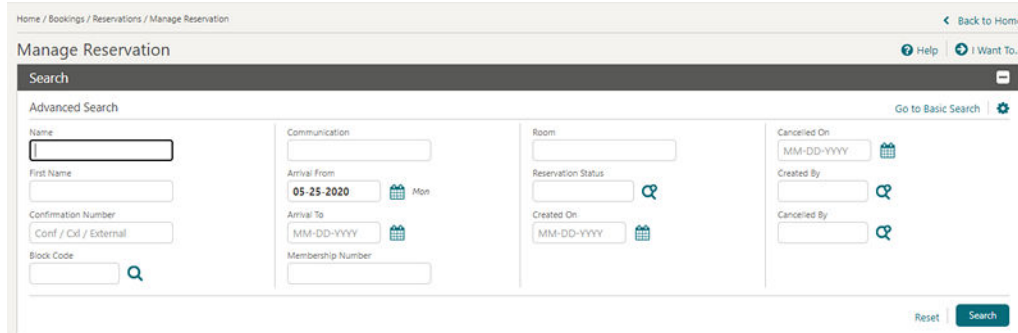 Home / Bookings / Reservations / Manage Reservation
Back to Hom
Manage Reservation
Help
I Want To..
Search
Advanced Search
Go to Basic Search
Name
Communication
Room
Cancelled On
MM-DD-YYYY
First Name
Arrival From
05-25-2020
Mon
Reservation Status
Created By
Confirmation Number
Conf / Cxl / External
Arrival To
MM-DD-YYYY
Created On
MM-DD-YYYY
Cancelled By
Block Code
Membership Number
Reset
Search